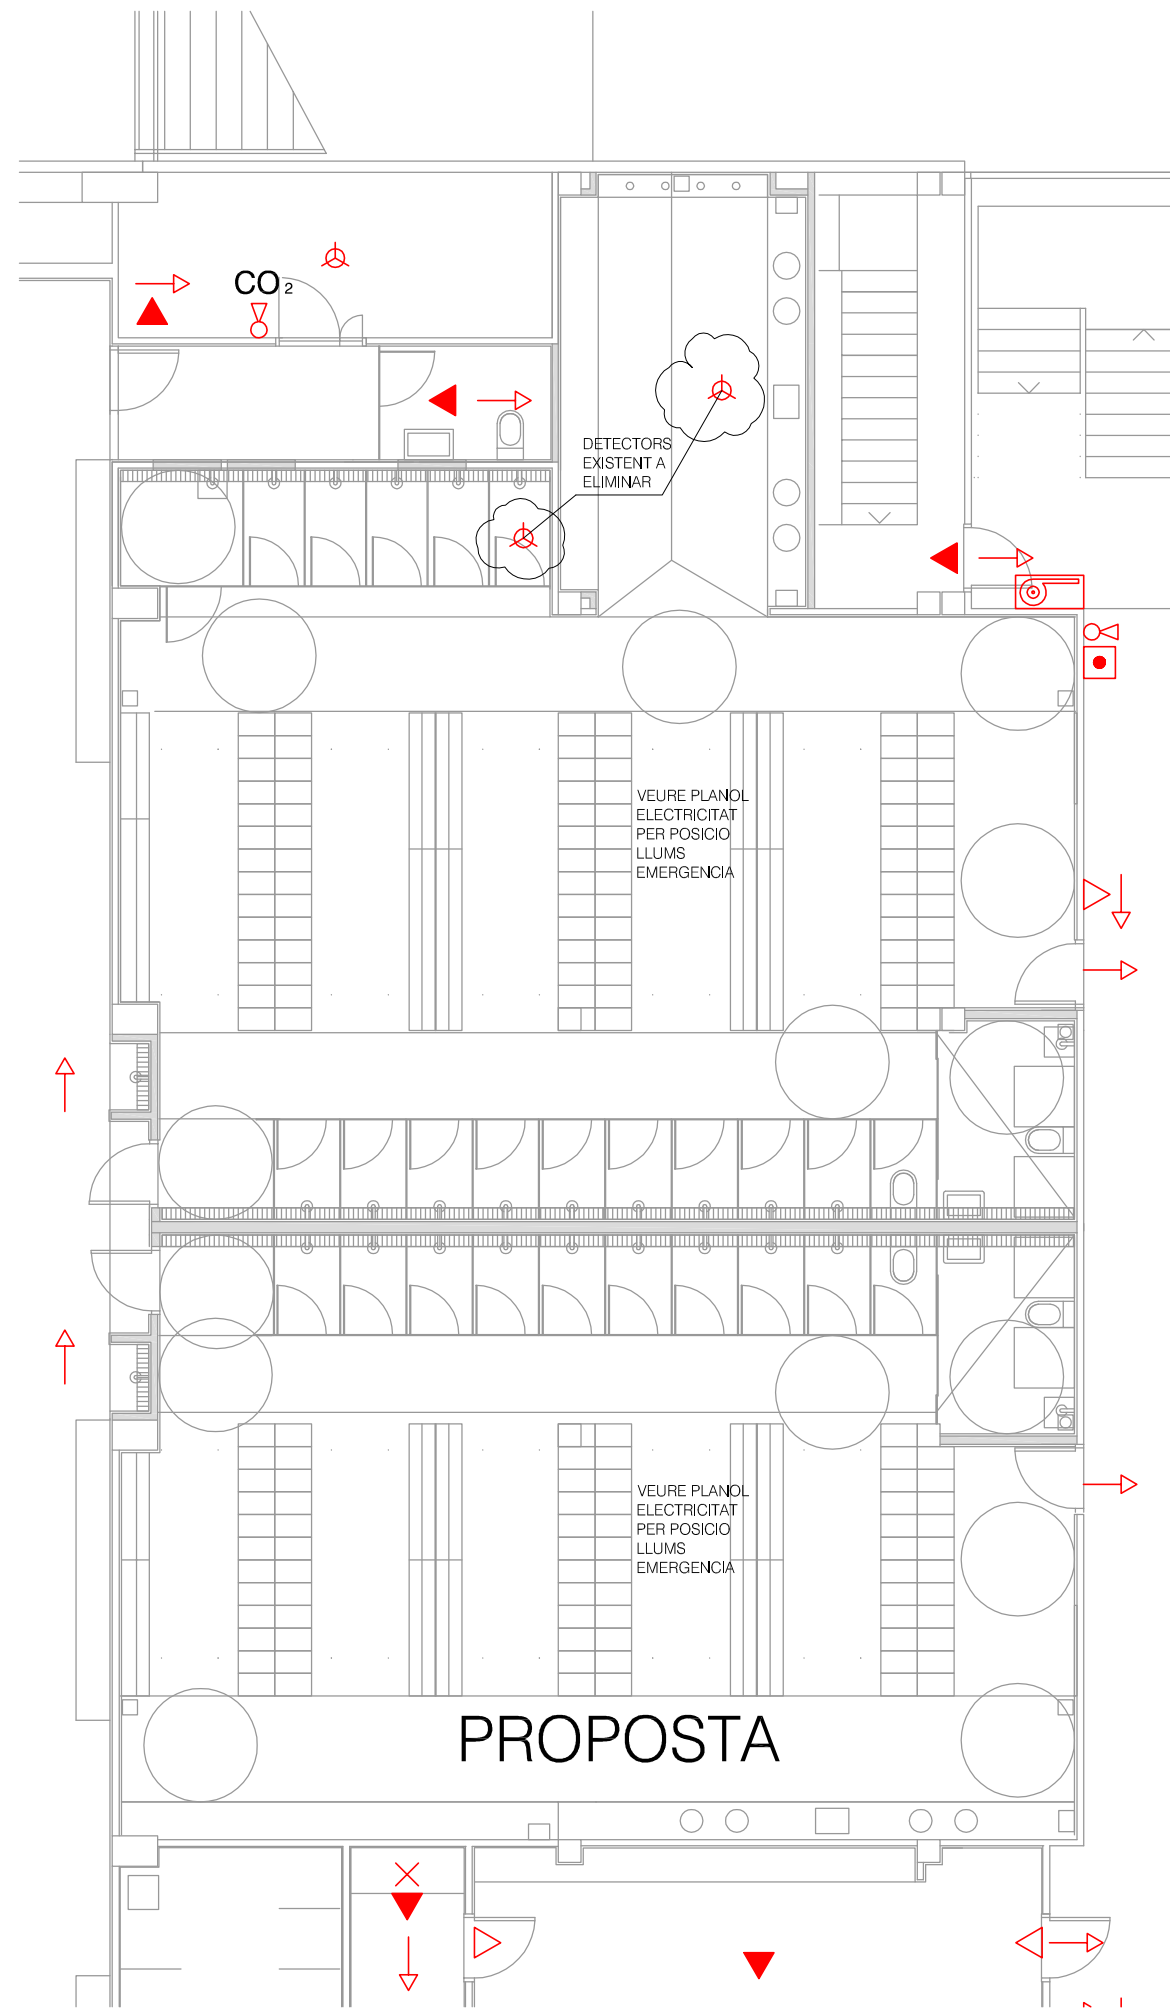 CO₂
DETECTORS
EXISTENT A
ELIMINAR
VEURE PLANOL
ELECTRICITAT
PER POSICIO
LLUMS
EMERGENCIA
VEURE PLANOL
ELECTRICITAT
PER POSICIO
LLUMS
EMERGENCIA
PROPOSTA